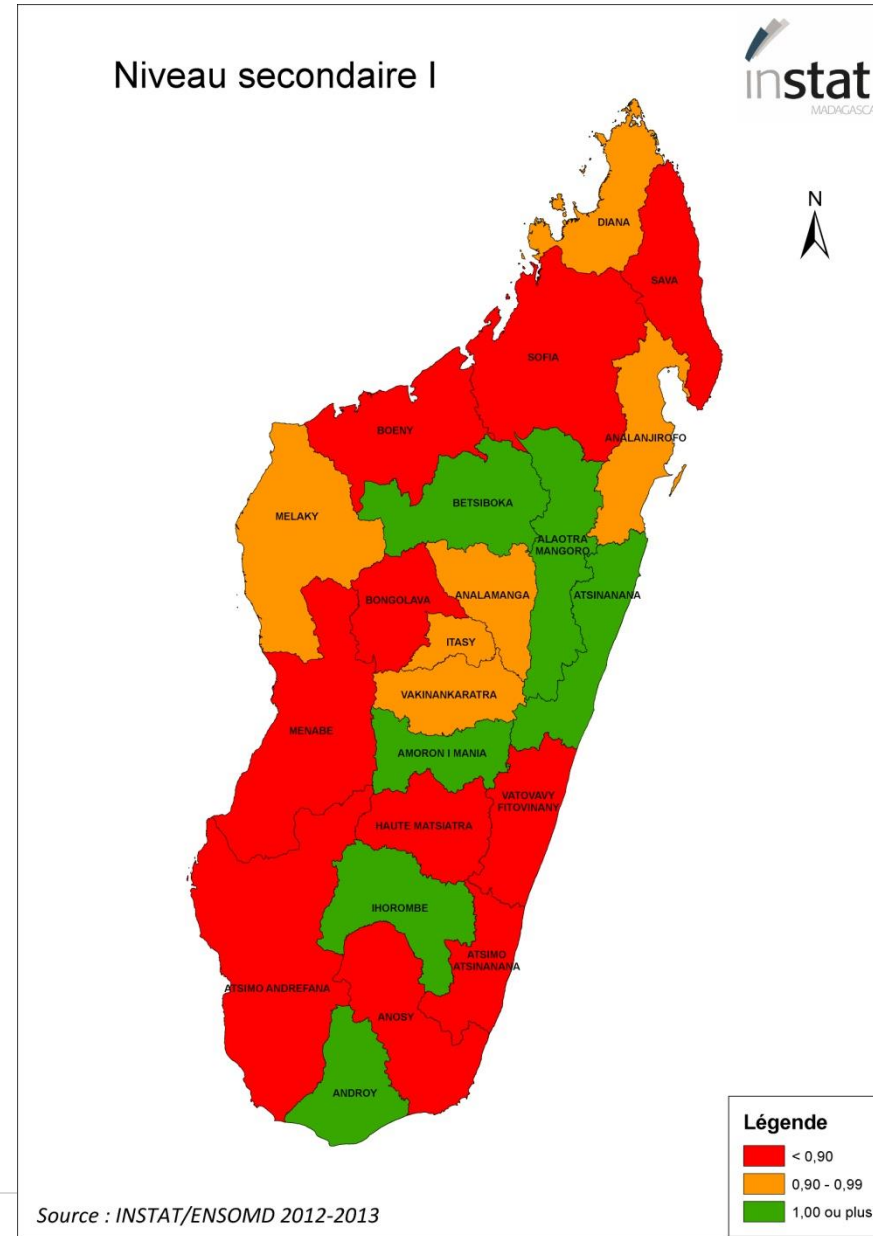 Niveau secondaire I
instat
MADAGASCA
N
DIANA
SAVA
SOFIA
ANALANJIROFO
BOENY
BETSIBOKA
MELAKY
ALAOTRA
MANGORO
ATSINANANA
BONGOLAVA
ANALAMANGA
ITASY
VAKINANKARATRA
MENABE
AMORON I MANIA
VATOVAVY
FITOVINANY
HAUTE MATSIATRA
IHOROMBE
ATSIMO
ATSINANANA
ATSIMO ANDREFANA
ANOSY
ANDROY
Légende
< 0,90
0,90 - 0,99
1,00 ou plus
Source : INSTAT/ENSOMD 2012-2013